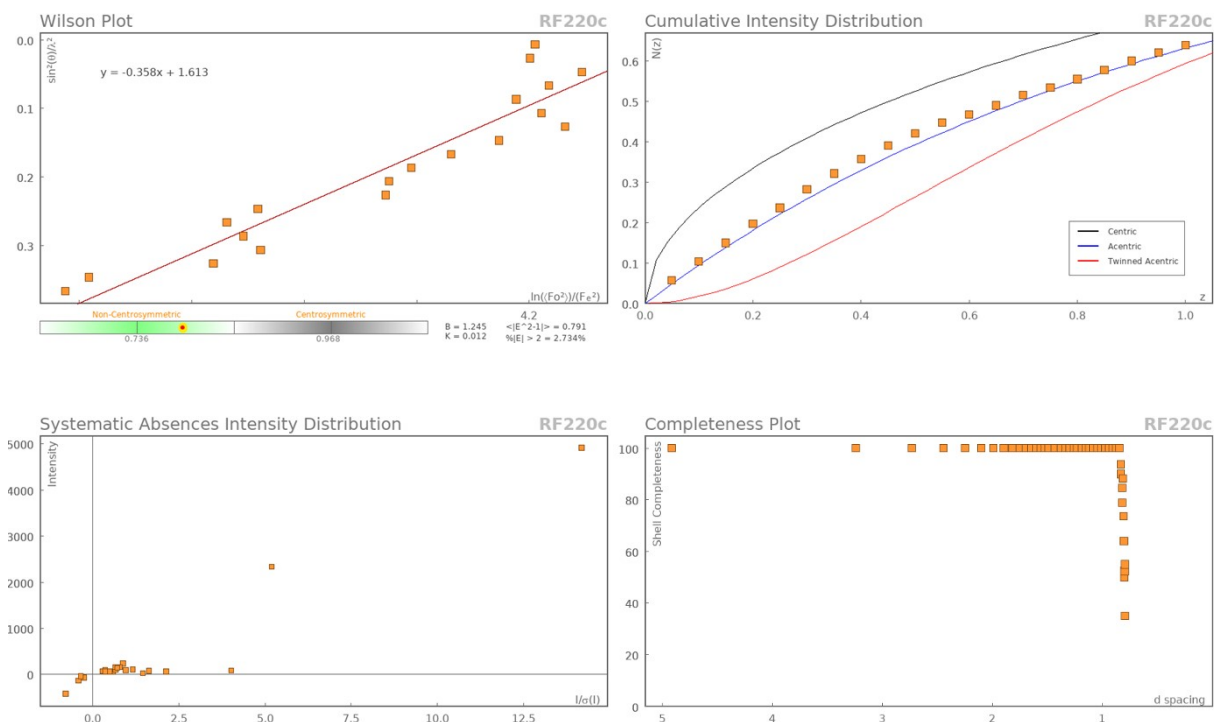 Wilson Plot
RF220c
sin²(θ)/λ²
0.0
0.1
0.2
0.3
y = -0.358x + 1.613
ln(⟨Fo²⟩)/(Fₑ²)
4.2
Non-Centrosymmetric
Centrosymmetric
0.736
0.968
B = 1.245
K = 0.012
<|E^2-1|> = 0.791
%|E| > 2 = 2.734%
Cumulative Intensity Distribution
RF220c
N(z)
0.6
0.5
0.4
0.3
0.2
0.1
0.0
Centric
Acentric
Twinned Acentric
z
0.0
0.2
0.4
0.6
0.8
1.0
Systematic Absences Intensity Distribution
RF220c
Intensity
5000
4000
3000
2000
1000
0
I/σ(I)
0.0
2.5
5.0
7.5
10.0
12.5
Completeness Plot
RF220c
Shell Completeness
100
80
60
40
20
0
d spacing
5
4
3
2
1